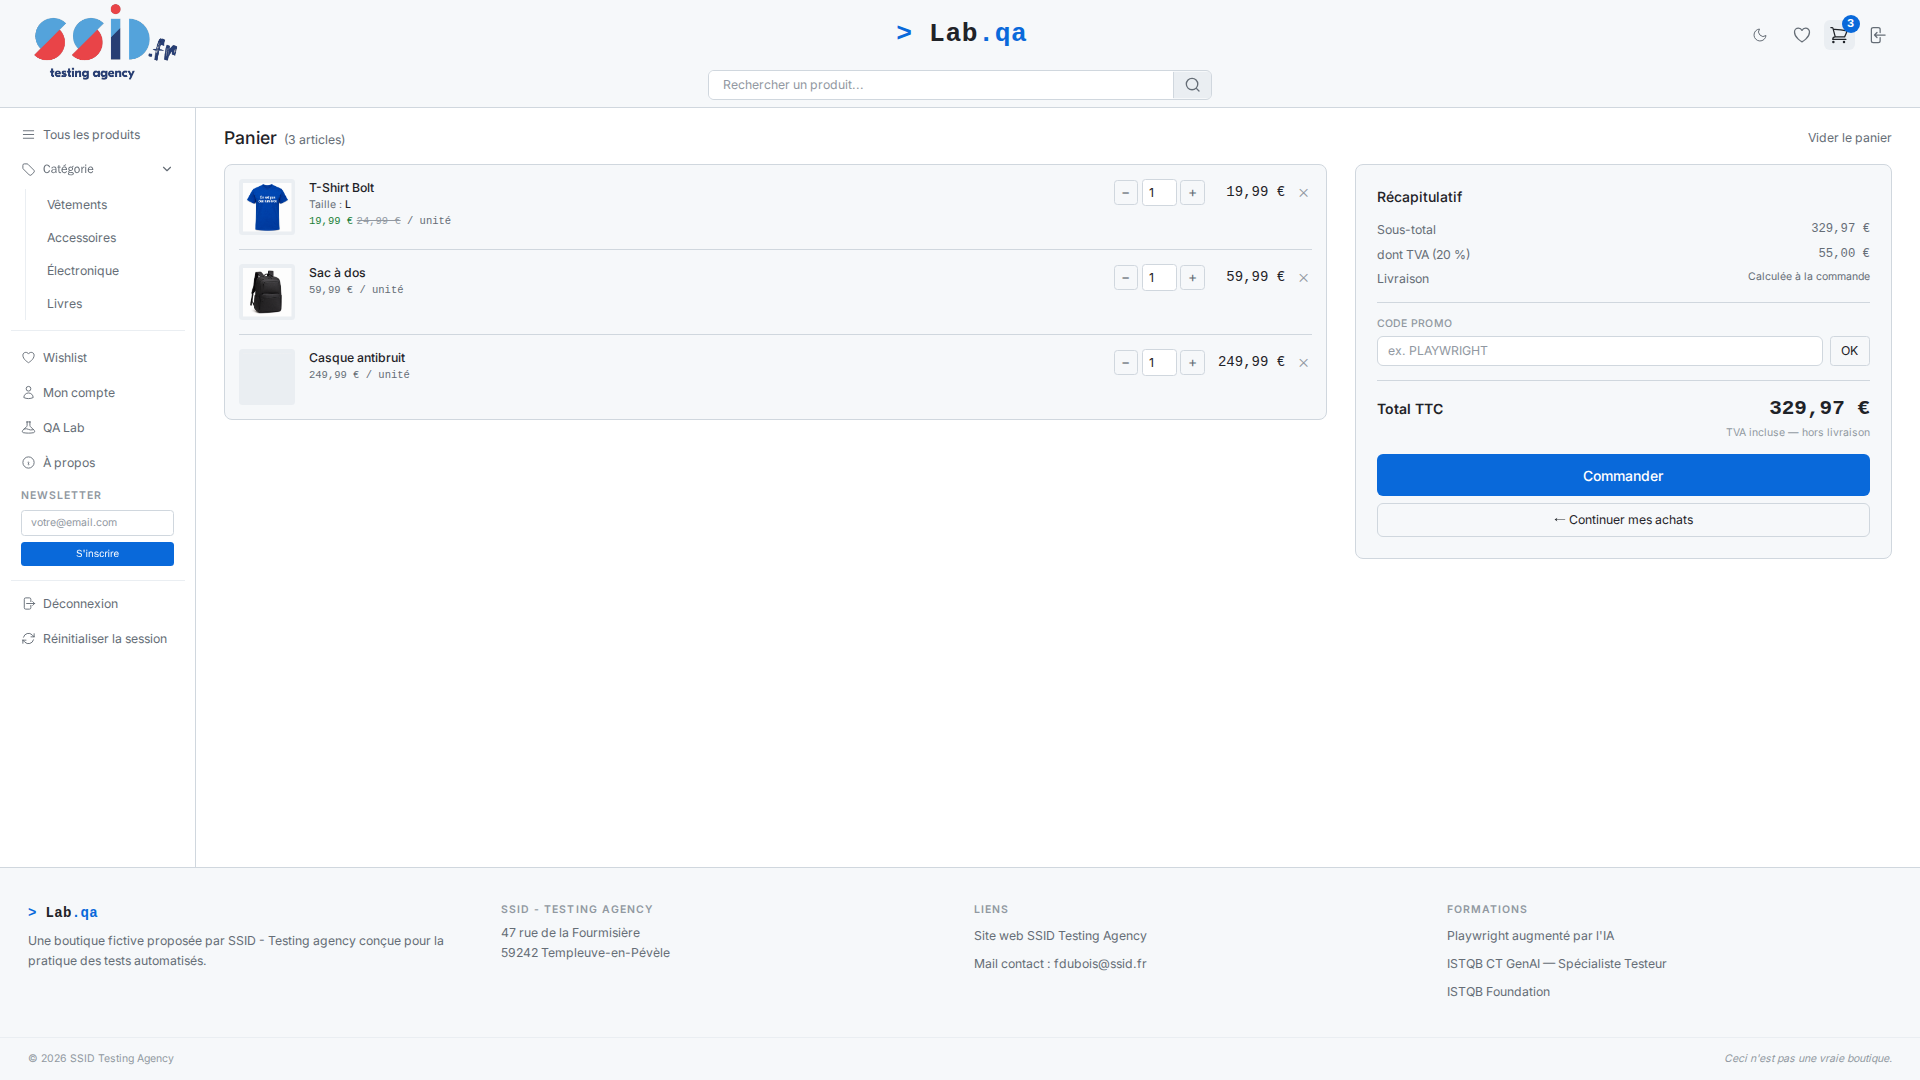 ssiD.fr
testing agency
> Lab.qa
3
Rechercher un produit...
Tous les produits
Catégorie
Vêtements
Accessoires
Électronique
Livres
Wishlist
Mon compte
QA Lab
À propos
NEWSLETTER
votre@email.com
S'inscrire
Déconnexion
Réinitialiser la session
Panier (3 articles)
Vider le panier
T-Shirt Bolt
Taille : L
19,99 € 24,99 € / unité
− 1 + 19,99 € ×
Sac à dos
59,99 € / unité
− 1 + 59,99 € ×
Casque antibruit
249,99 € / unité
− 1 + 249,99 € ×
Récapitulatif
Sous-total 329,97 €
dont TVA (20 %) 55,00 €
Livraison Calculée à la commande
CODE PROMO
ex. PLAYWRIGHT OK
Total TTC 329,97 €
TVA incluse — hors livraison
Commander
← Continuer mes achats
> Lab.qa
Une boutique fictive proposée par SSID - Testing agency conçue pour la
pratique des tests automatisés.
SSID - TESTING AGENCY
47 rue de la Fourmisière
59242 Templeuve-en-Pévèle
LIENS
Site web SSID Testing Agency
Mail contact : fdubois@ssid.fr
FORMATIONS
Playwright augmenté par l'IA
ISTQB CT GenAI — Spécialiste Testeur
ISTQB Foundation
© 2026 SSID Testing Agency
Ceci n'est pas une vraie boutique.